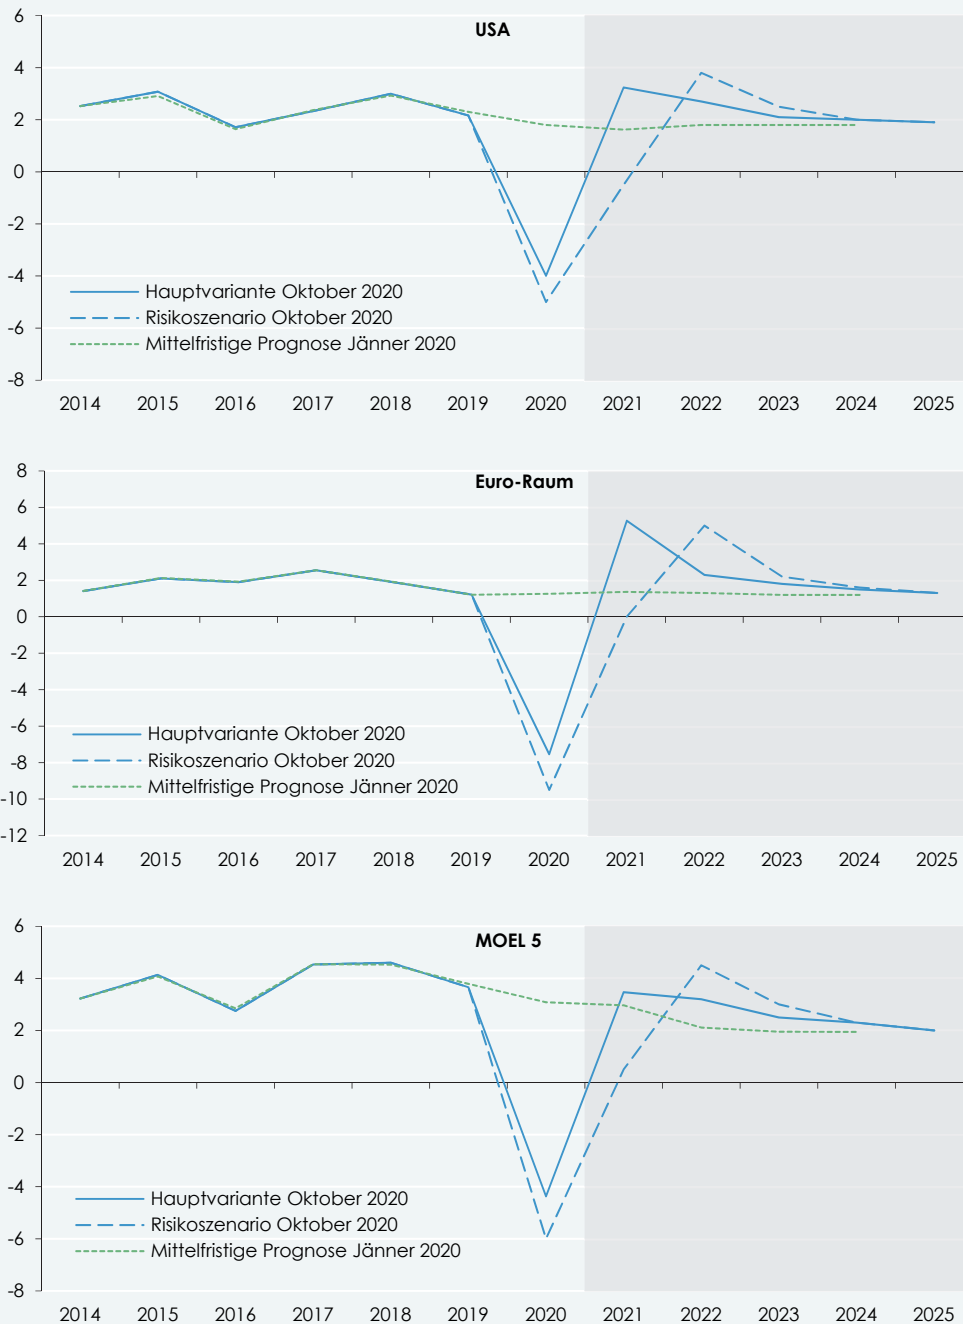 USA
6
4
2
0
-2
-4
-6
-8
Hauptvariante Oktober 2020
Risikoszenario Oktober 2020
Mittelfristige Prognose Jänner 2020
2014 2015 2016 2017 2018 2019 2020 2021 2022 2023 2024 2025
Euro-Raum
8
6
4
2
0
-2
-4
-6
-8
-10
-12
Hauptvariante Oktober 2020
Risikoszenario Oktober 2020
Mittelfristige Prognose Jänner 2020
2014 2015 2016 2017 2018 2019 2020 2021 2022 2023 2024 2025
MOEL 5
6
4
2
0
-2
-4
-6
-8
Hauptvariante Oktober 2020
Risikoszenario Oktober 2020
Mittelfristige Prognose Jänner 2020
2014 2015 2016 2017 2018 2019 2020 2021 2022 2023 2024 2025